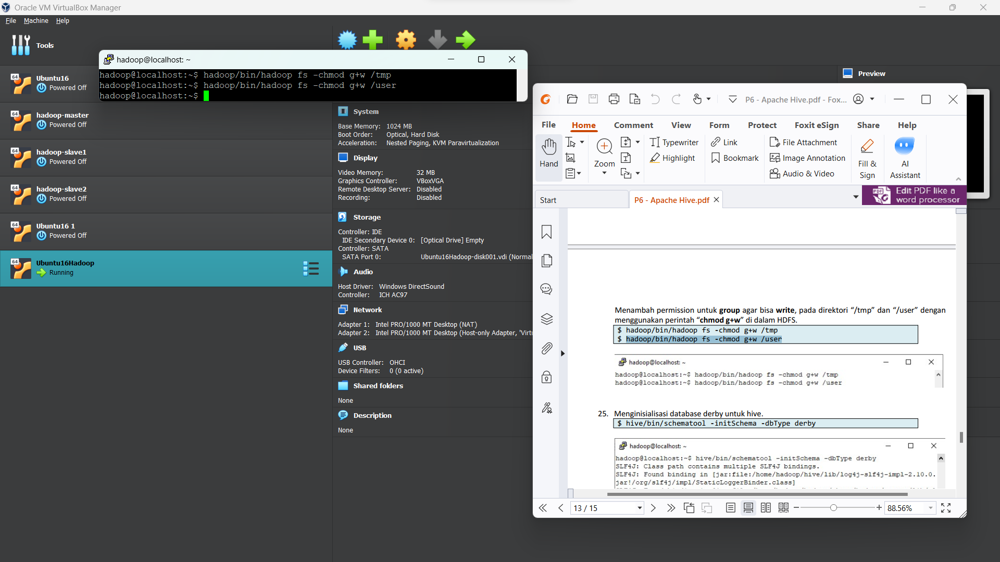 Oracle VM VirtualBox Manager
File Machine Help
Tools
64 Ubuntu16
Powered Off
64 hadoop-master
Powered Off
64 hadoop-slave1
Powered Off
64 hadoop-slave2
Powered Off
64 Ubuntu16 1
Powered Off
64 Ubuntu16Hadoop
Running
hadoop@localhost: ~
hadoop@localhost:~$ hadoop/bin/hadoop fs -chmod g+w /tmp
hadoop@localhost:~$ hadoop/bin/hadoop fs -chmod g+w /user
hadoop@localhost:~$
System
Base Memory: 1024 MB
Boot Order: Optical, Hard Disk
Acceleration: Nested Paging, KVM Paravirtualization
Display
Video Memory: 32 MB
Graphics Controller: VBoxVGA
Remote Desktop Server: Disabled
Recording: Disabled
Storage
Controller: IDE
IDE Secondary Device 0: [Optical Drive] Empty
Controller: SATA
SATA Port 0: Ubuntu16Hadoop-disk001.vdi (Normal
Audio
Host Driver: Windows DirectSound
Controller: ICH AC97
Network
Adapter 1: Intel PRO/1000 MT Desktop (NAT)
Adapter 2: Intel PRO/1000 MT Desktop (Host-only Adapter, 'Virtu
USB
USB Controller: OHCI
Device Filters: 0 (0 active)
Shared folders
None
Description
None
Preview
P6 - Apache Hive.pdf - Fox...
File Home Comment View Form Protect Foxit eSign Share Help
Hand
Zoom
Typewriter
Highlight
Link
Bookmark
File Attachment
Image Annotation
Audio & Video
Fill &
Sign
AI
Assistant
Start
P6 - Apache Hive.pdf
PDF Edit PDF like a
word processor
Menambah permission untuk group agar bisa write, pada direktori “/tmp” dan “/user” dengan
menggunakan perintah “chmod g+w” di dalam HDFS.
$ hadoop/bin/hadoop fs -chmod g+w /tmp
$ hadoop/bin/hadoop fs -chmod g+w /user
hadoop@localhost: ~
hadoop@localhost:~$ hadoop/bin/hadoop fs -chmod g+w /tmp
hadoop@localhost:~$ hadoop/bin/hadoop fs -chmod g+w /user
25. Menginisialisasi database derby untuk hive.
$ hive/bin/schematool -initSchema -dbType derby
hadoop@localhost: ~
hadoop@localhost:~$ hive/bin/schematool -initSchema -dbType derby
SLF4J: Class path contains multiple SLF4J bindings.
SLF4J: Found binding in [jar:file:/home/hadoop/hive/lib/log4j-slf4j-impl-2.10.0.
jar!/org/slf4j/impl/StaticLoggerBinder.class]
13 / 15
88.56%